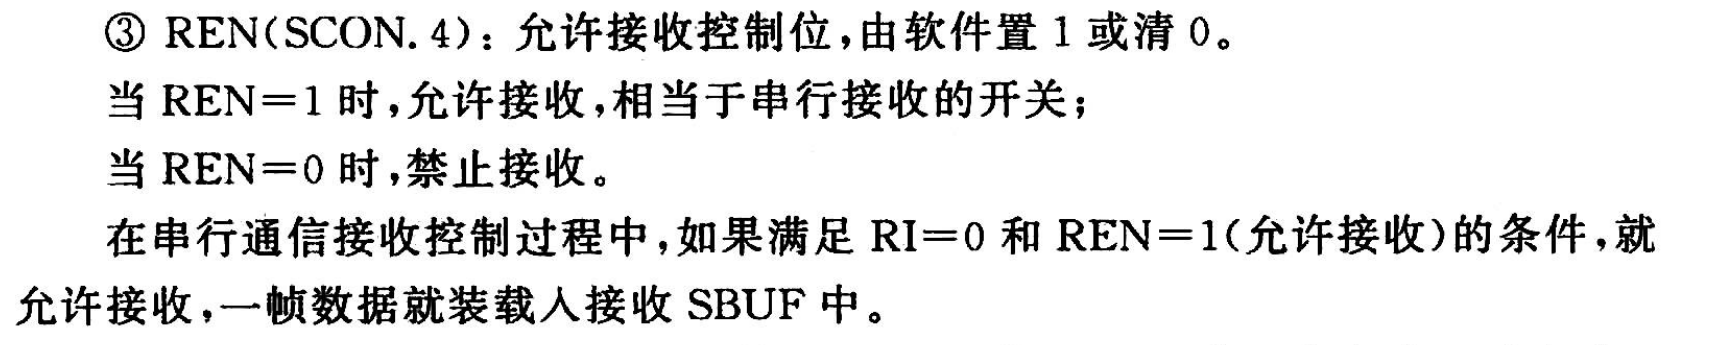 ③ REN(SCON.4)：允许接收控制位,由软件置 1 或清 0。
当 REN=1 时,允许接收,相当于串行接收的开关;
当 REN=0 时,禁止接收。
在串行通信接收控制过程中,如果满足 RI=0 和 REN=1(允许接收)的条件,就
允许接收,一帧数据就装载入接收 SBUF 中。